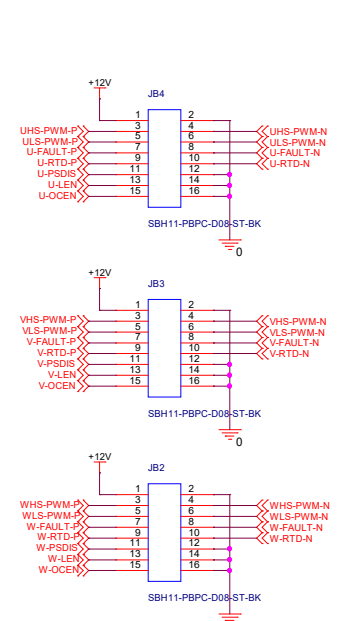 +12V
JB4
1 2
UHS-PWM-P 3 4 UHS-PWM-N
ULS-PWM-P 5 6 ULS-PWM-N
U-FAULT-P 7 8 U-FAULT-N
U-RTD-P 9 10 U-RTD-N
U-PSDIS 11 12
U-LEN 13 14
U-OCEN 15 16
SBH11-PBPC-D08-ST-BK
0
+12V
JB3
1 2
VHS-PWM-P 3 4 VHS-PWM-N
VLS-PWM-P 5 6 VLS-PWM-N
V-FAULT-P 7 8 V-FAULT-N
V-RTD-P 9 10 V-RTD-N
V-PSDIS 11 12
V-LEN 13 14
V-OCEN 15 16
SBH11-PBPC-D08-ST-BK
0
+12V
JB2
1 2
WHS-PWM-P 3 4 WHS-PWM-N
WLS-PWM-P 5 6 WLS-PWM-N
W-FAULT-P 7 8 W-FAULT-N
W-RTD-P 9 10 W-RTD-N
W-PSDIS 11 12
W-LEN 13 14
W-OCEN 15 16
SBH11-PBPC-D08-ST-BK